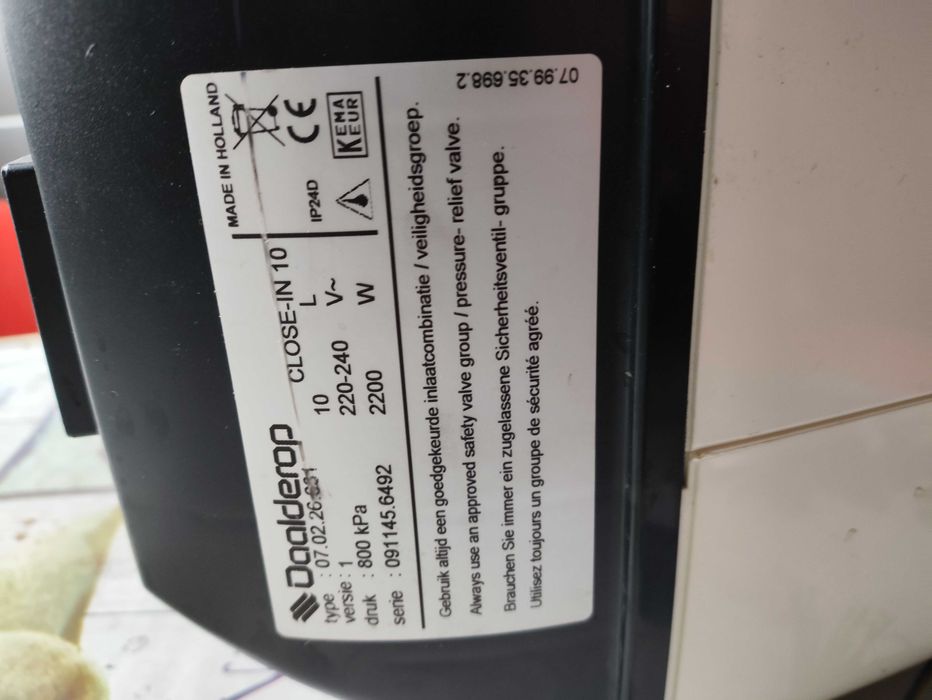 Daalderop CLOSE-IN 10 MADE IN HOLLAND
type : 07.02.26.631 10 L
versie : 1 220-240 V~ IP24D CE
druk : 800 kPa 2200 W KEMA KEUR
serie : 091145.6492
Gebruik altijd een goedgekeurde inlaatcombinatie / veiligheidsgroep.
Always use an approved safety valve group / pressure- relief valve.
Brauchen Sie immer ein zugelassene Sicherheitsventil- gruppe.
Utilisez toujours un groupe de sécurité agréé.
07.99.35.698.2